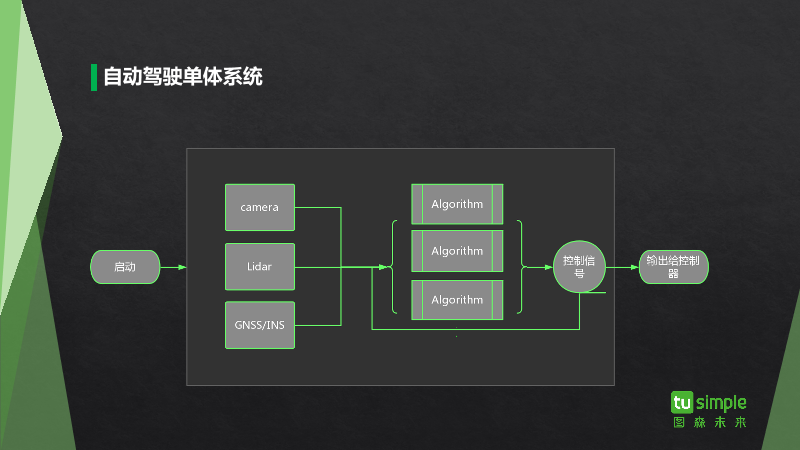 自动驾驶单体系统
camera
Algorithm
Algorithm
Lidar
启动
控制信
号
输出给控制
器
Algorithm
GNSS/INS
tu simple
图森未来